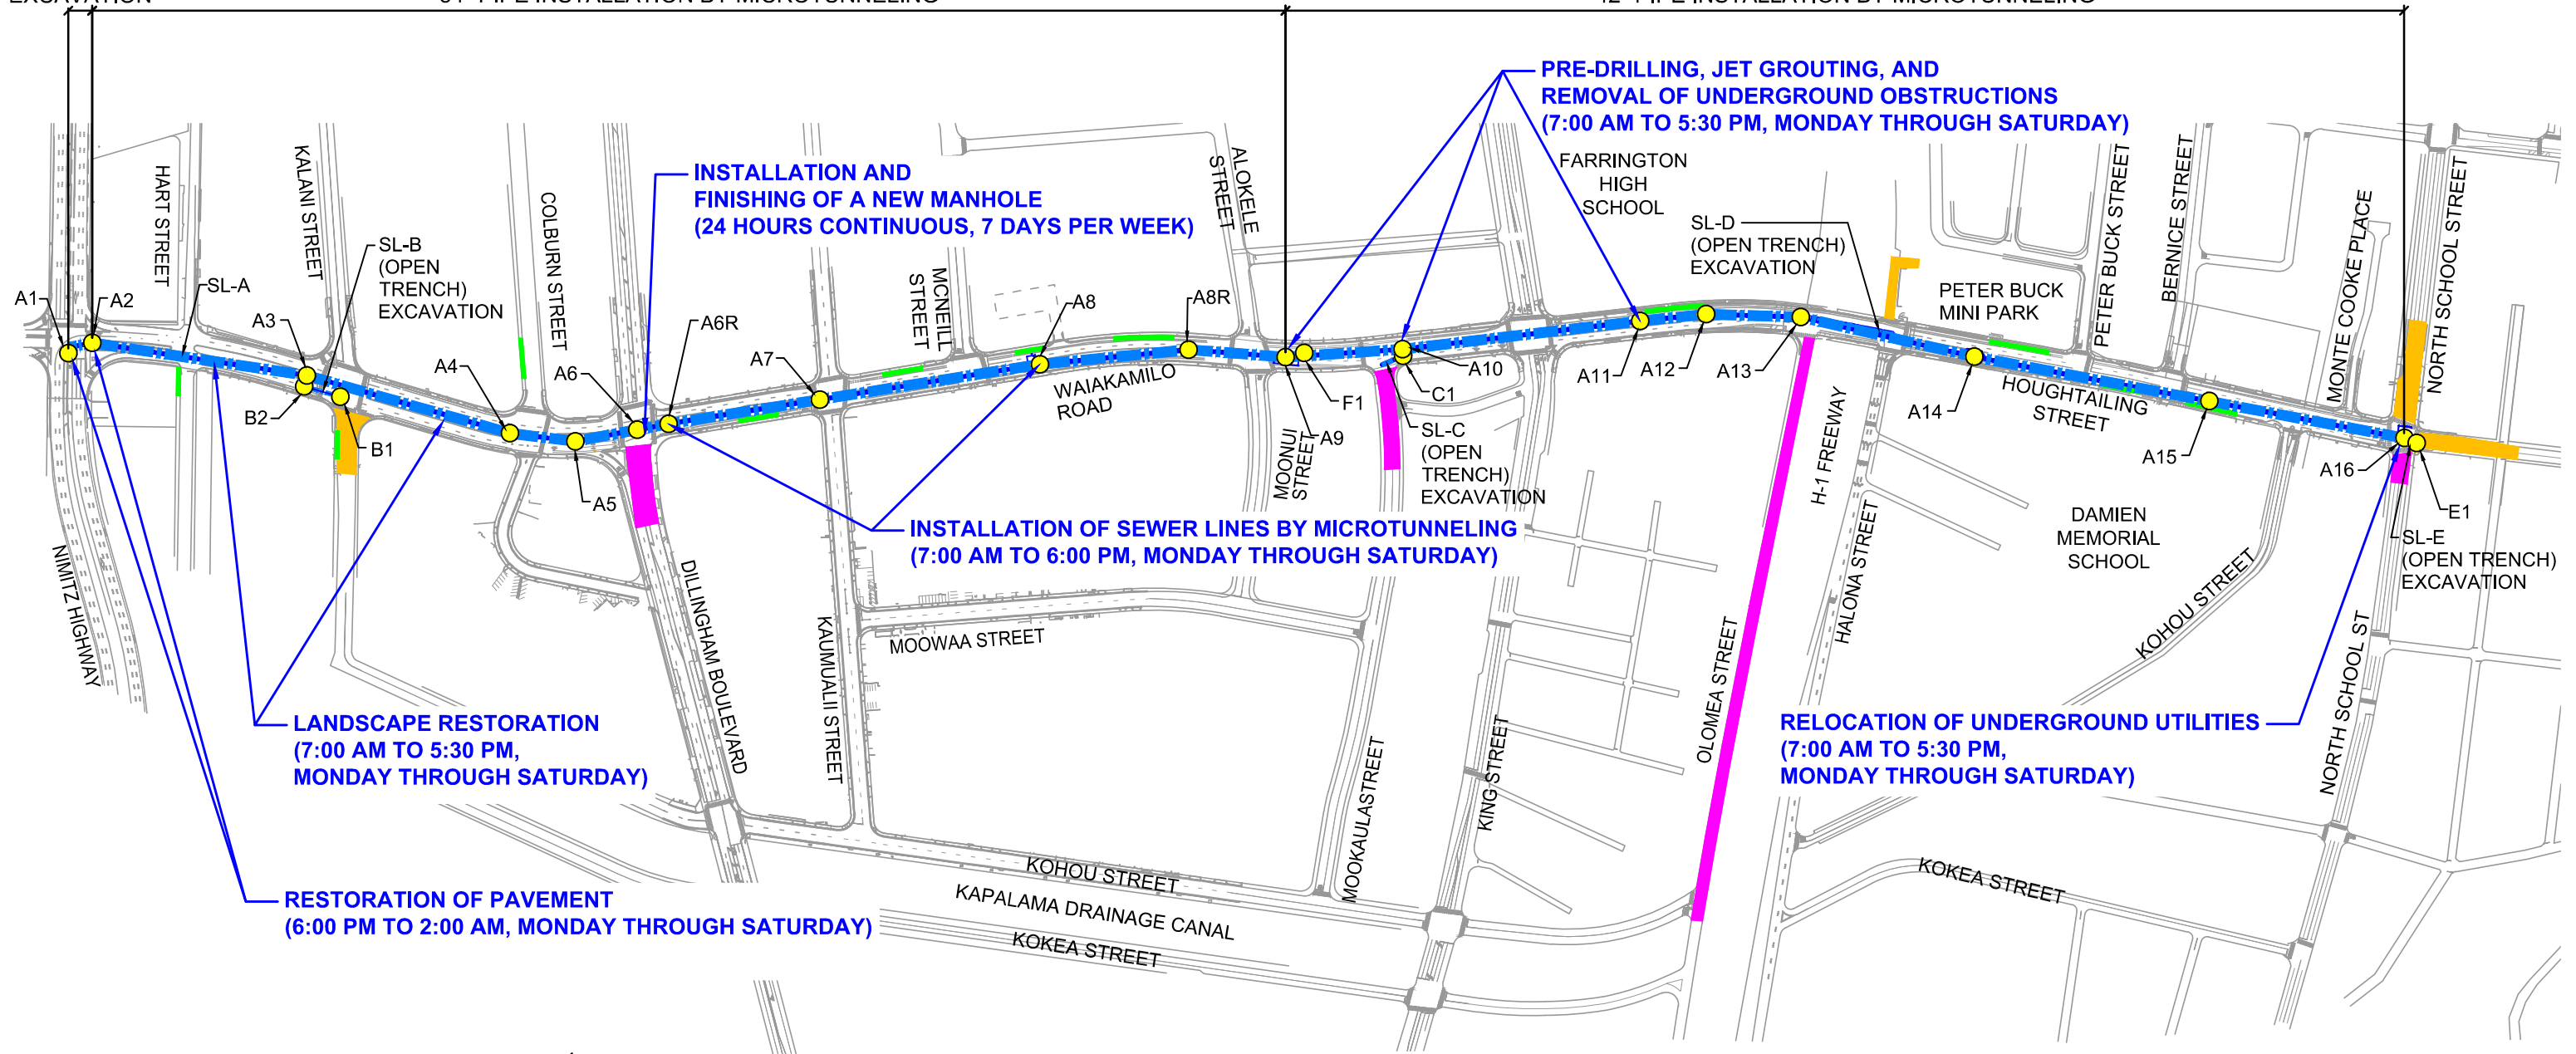 PRE-DRILLING, JET GROUTING, AND
REMOVAL OF UNDERGROUND OBSTRUCTIONS
(7:00 AM TO 5:30 PM, MONDAY THROUGH SATURDAY)
INSTALLATION AND
FINISHING OF A NEW MANHOLE
(24 HOURS CONTINUOUS, 7 DAYS PER WEEK)
HART STREET
KALANI STREET
COLBURN STREET
MCNEILL
STREET
ALOKELE
STREET
FARRINGTON
HIGH
SCHOOL
SL-D
(OPEN TRENCH)
EXCAVATION
PETER BUCK
MINI PARK
PETER BUCK STREET
BERNICE STREET
MONTE COOKE PLACE
NORTH SCHOOL STREET
SL-B
(OPEN
TRENCH)
EXCAVATION
A1
A2
SL-A
A3
B2
B1
A4
A5
A6
A6R
A7
A8
A8R
WAIAKAMILO
ROAD
MOONUI
STREET
A9
F1
A10
C1
SL-C
(OPEN
TRENCH)
EXCAVATION
A11
A12
A13
A14
HOUGHTAILING
STREET
A15
A16
E1
SL-E
(OPEN TRENCH)
EXCAVATION
INSTALLATION OF SEWER LINES BY MICROTUNNELING
(7:00 AM TO 6:00 PM, MONDAY THROUGH SATURDAY)
NIMITZ HIGHWAY
DILLINGHAM BOULEVARD
KAUMUALII STREET
MOOWAA STREET
MOOKAULASTREET
KING STREET
OLOMEA STREET
H-1 FREEWAY
HALONA STREET
DAMIEN
MEMORIAL
SCHOOL
KOHOU STREET
NORTH SCHOOL ST
LANDSCAPE RESTORATION
(7:00 AM TO 5:30 PM,
MONDAY THROUGH SATURDAY)
RELOCATION OF UNDERGROUND UTILITIES
(7:00 AM TO 5:30 PM,
MONDAY THROUGH SATURDAY)
RESTORATION OF PAVEMENT
(6:00 PM TO 2:00 AM, MONDAY THROUGH SATURDAY)
KOHOU STREET
KAPALAMA DRAINAGE CANAL
KOKEA STREET
KOKEA STREET